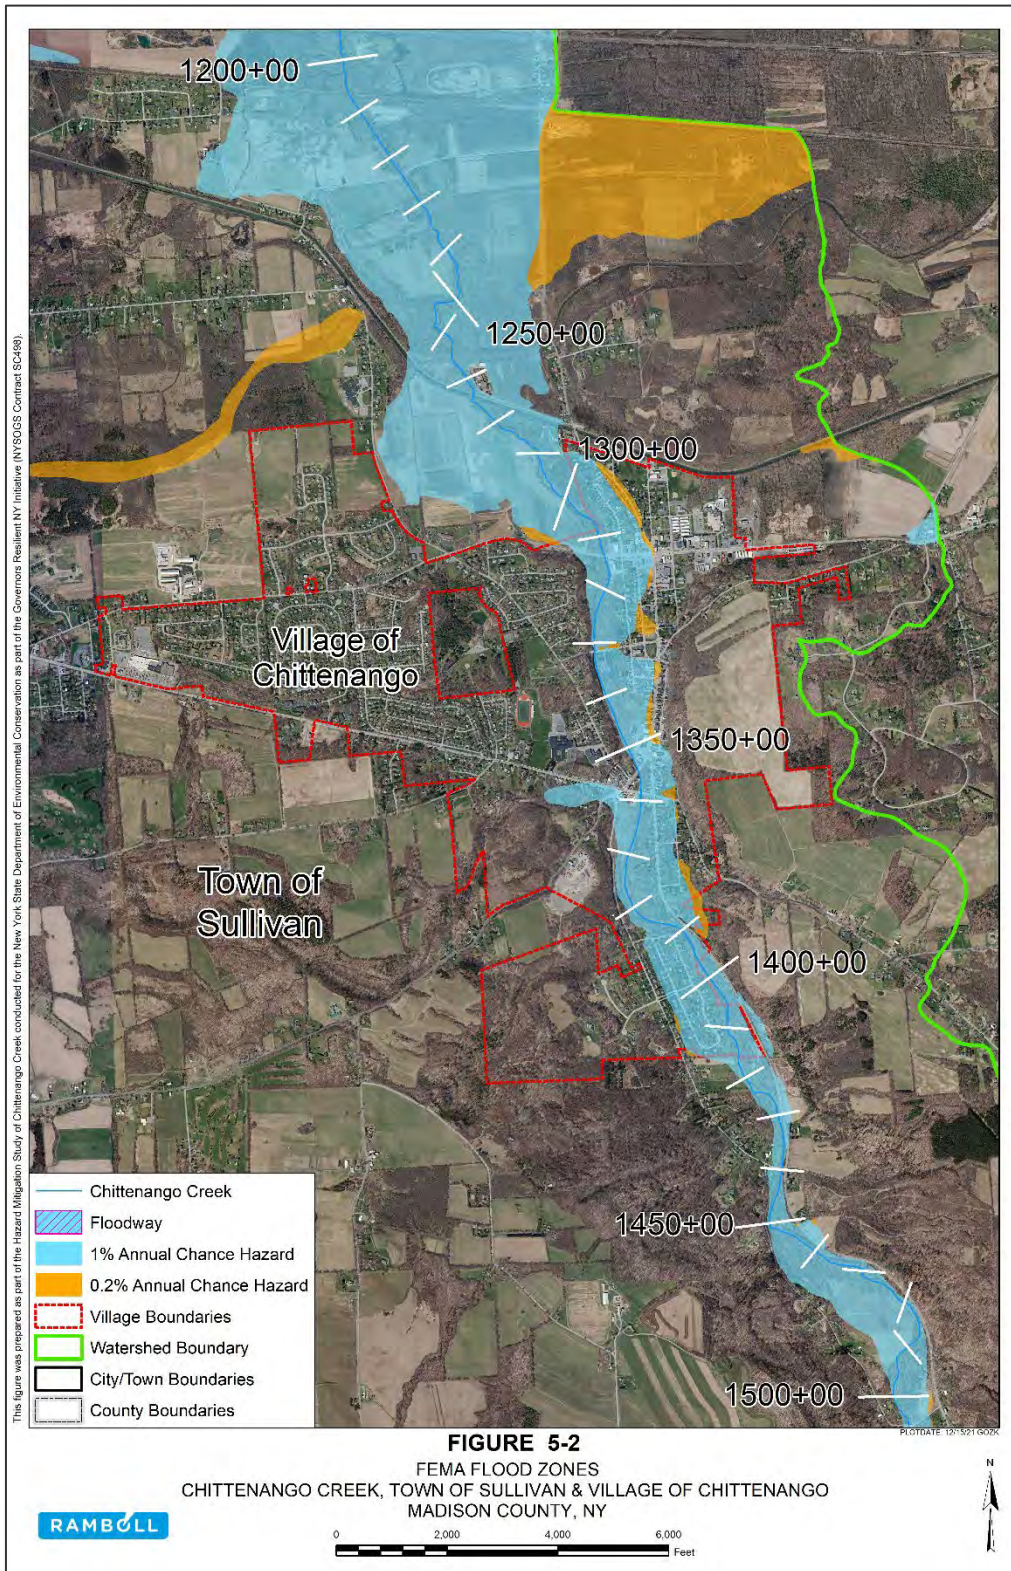 1200+00
1250+00
1300+00
Village of
Chittenango
1350+00
Town of
Sullivan
1400+00
1450+00
1500+00
This figure was prepared as part of the Hazard Mitigation Study of Chittenango Creek conducted for the New York State Department of Environmental Conservation as part of the Governors Resilient NY Initiative (NYSOGS Contract SC498).
Chittenango Creek
Floodway
1% Annual Chance Hazard
0.2% Annual Chance Hazard
Village Boundaries
Watershed Boundary
City/Town Boundaries
County Boundaries
PLOTDATE: 12/15/21 GOZK
FIGURE 5-2
FEMA FLOOD ZONES
CHITTENANGO CREEK, TOWN OF SULLIVAN & VILLAGE OF CHITTENANGO
MADISON COUNTY, NY
RAMBOLL
N
0 2,000 4,000 6,000
Feet